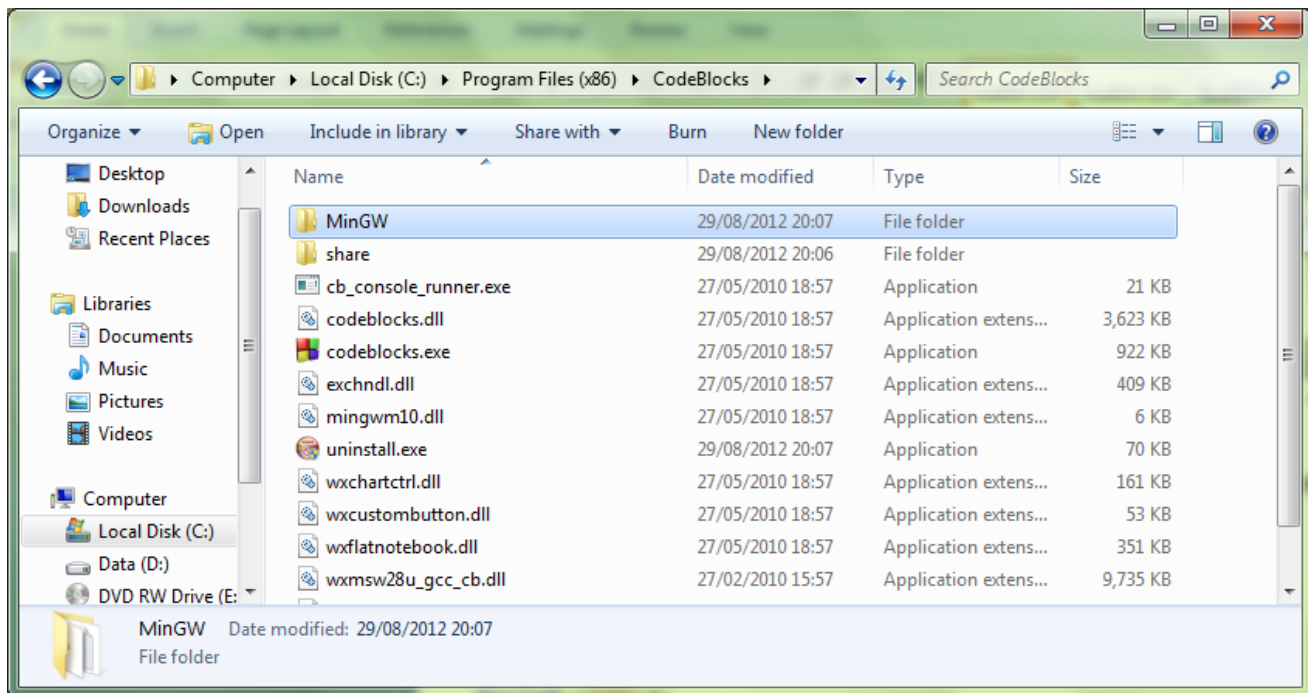 Computer Local Disk (C:) Program Files (x86) CodeBlocks Search CodeBlocks
Organize Open Include in library Share with Burn New folder
Desktop
Downloads
Recent Places
Libraries
Documents
Music
Pictures
Videos
Computer
Local Disk (C:)
Data (D:)
DVD RW Drive (E:
Name Date modified Type Size
MinGW 29/08/2012 20:07 File folder
share 29/08/2012 20:06 File folder
cb_console_runner.exe 27/05/2010 18:57 Application 21 KB
codeblocks.dll 27/05/2010 18:57 Application extens... 3,623 KB
codeblocks.exe 27/05/2010 18:57 Application 922 KB
exchndl.dll 27/05/2010 18:57 Application extens... 409 KB
mingwm10.dll 27/05/2010 18:57 Application extens... 6 KB
uninstall.exe 29/08/2012 20:07 Application 70 KB
wxchartctrl.dll 27/05/2010 18:57 Application extens... 161 KB
wxcustombutton.dll 27/05/2010 18:57 Application extens... 53 KB
wxflatnotebook.dll 27/05/2010 18:57 Application extens... 351 KB
wxmsw28u_gcc_cb.dll 27/02/2010 15:57 Application extens... 9,735 KB
MinGW Date modified: 29/08/2012 20:07
File folder